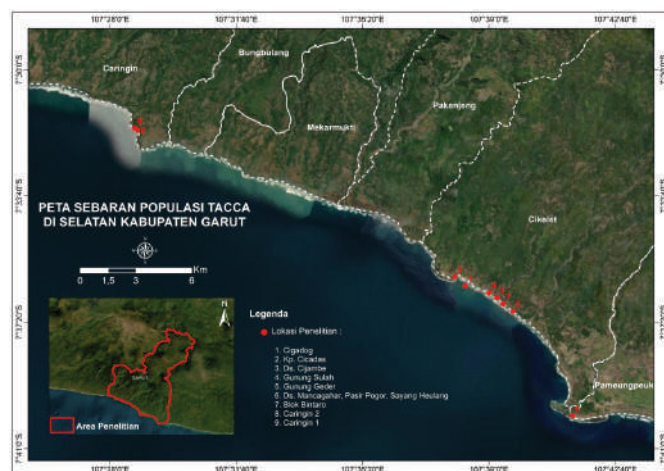 107°28'0"E 107°31'40"E 107°35'20"E 107°39'0"E 107°42'40"E
7°30'0"S
Caringin
Bungbulang
Mekarmukti
Pakenjeng
Cikelet
Pameungpeuk
7°33'40"S
PETA SEBARAN POPULASI TACCA
DI SELATAN KABUPATEN GARUT
Km
0 1,5 3 6
7°37'20"S
N
GARUT
Area Penelitian
Legenda
Lokasi Penelitian :
1. Cigadog
2. Kp. Cicadas
3. Ds. Cijambe
4. Gunung Sulah
5. Gunung Geder
6. Ds. Mancagahar, Pasir Pogor, Sayang Heulang
7. Blok Bintaro
8. Caringin 2
9. Caringin 1
7°41'0"S
107°28'0"E 107°31'40"E 107°35'20"E 107°39'0"E 107°42'40"E